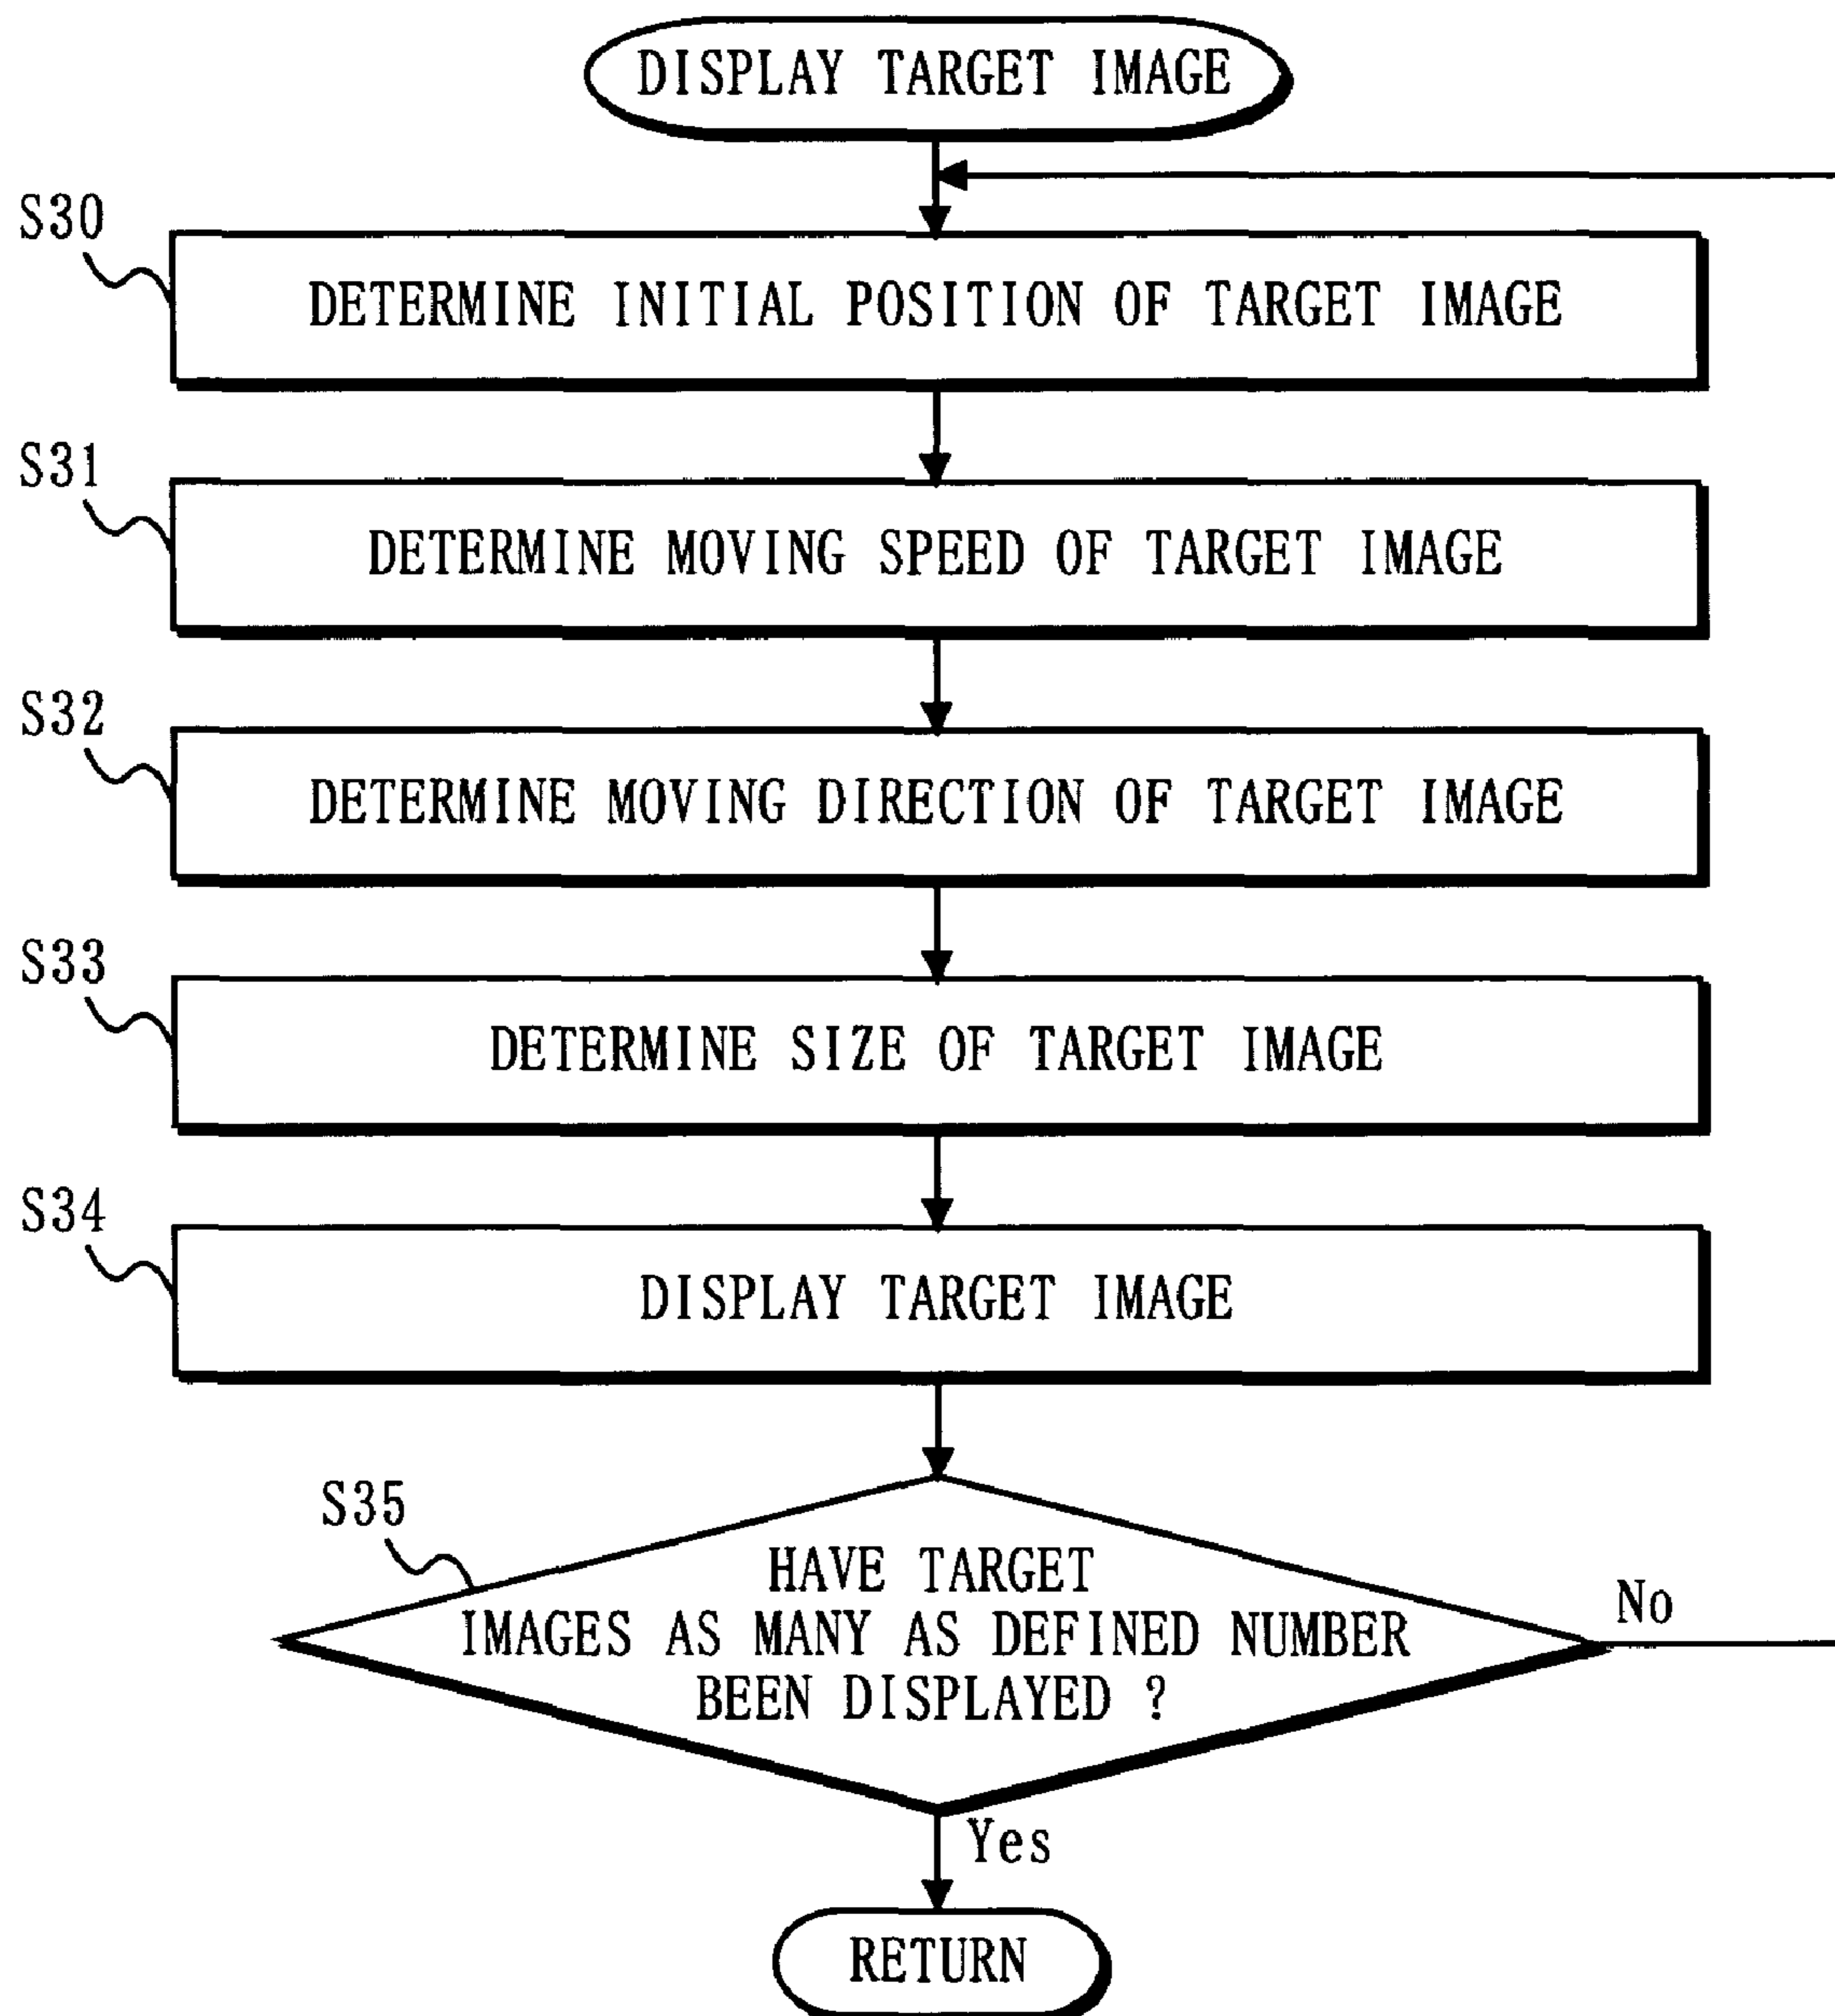 DISPLAY TARGET IMAGE
S30
DETERMINE INITIAL POSITION OF TARGET IMAGE
S31
DETERMINE MOVING SPEED OF TARGET IMAGE
S32
DETERMINE MOVING DIRECTION OF TARGET IMAGE
S33
DETERMINE SIZE OF TARGET IMAGE
S34
DISPLAY TARGET IMAGE
S35
HAVE TARGET
IMAGES AS MANY AS DEFINED NUMBER
BEEN DISPLAYED ?
No
Yes
RETURN